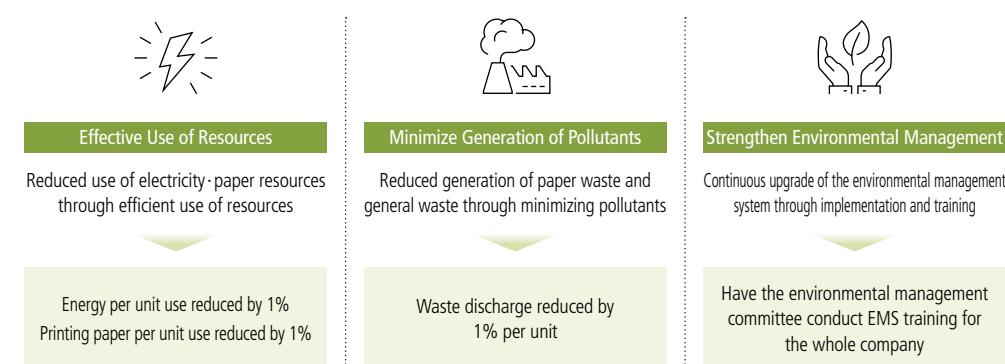 Effective Use of Resources
Reduced use of electricity·paper resources
through efficient use of resources
Energy per unit use reduced by 1%
Printing paper per unit use reduced by 1%
Minimize Generation of Pollutants
Reduced generation of paper waste and
general waste through minimizing pollutants
Waste discharge reduced by
1% per unit
Strengthen Environmental Management
Continuous upgrade of the environmental management
system through implementation and training
Have the environmental management
committee conduct EMS training for
the whole company